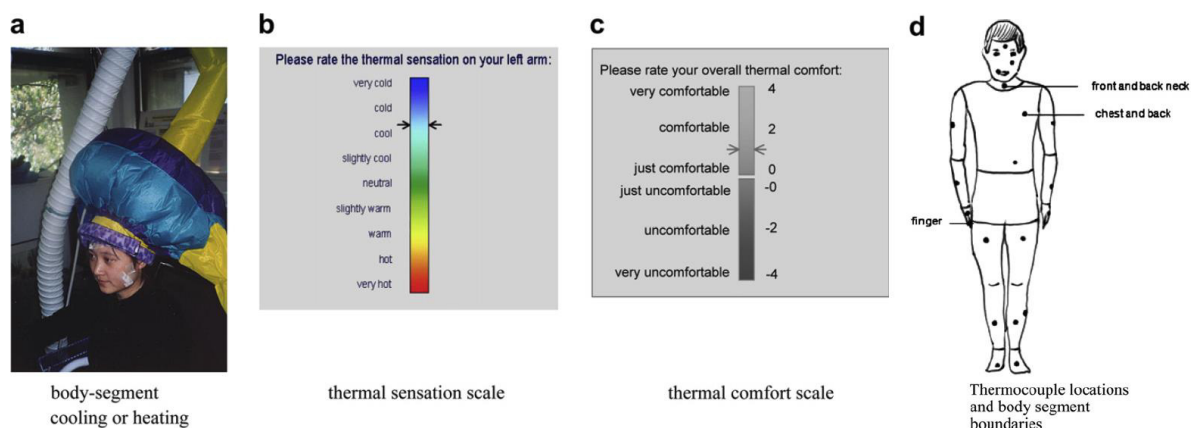 a
body-segment
cooling or heating
b
Please rate the thermal sensation on your left arm:
very cold
cold
cool
slightly cool
neutral
slightly warm
warm
hot
very hot
thermal sensation scale
c
Please rate your overall thermal comfort:
very comfortable 4
comfortable 2
just comfortable 0
just uncomfortable -0
uncomfortable -2
very uncomfortable -4
thermal comfort scale
d
front and back neck
chest and back
finger
Thermocouple locations
and body segment
boundaries